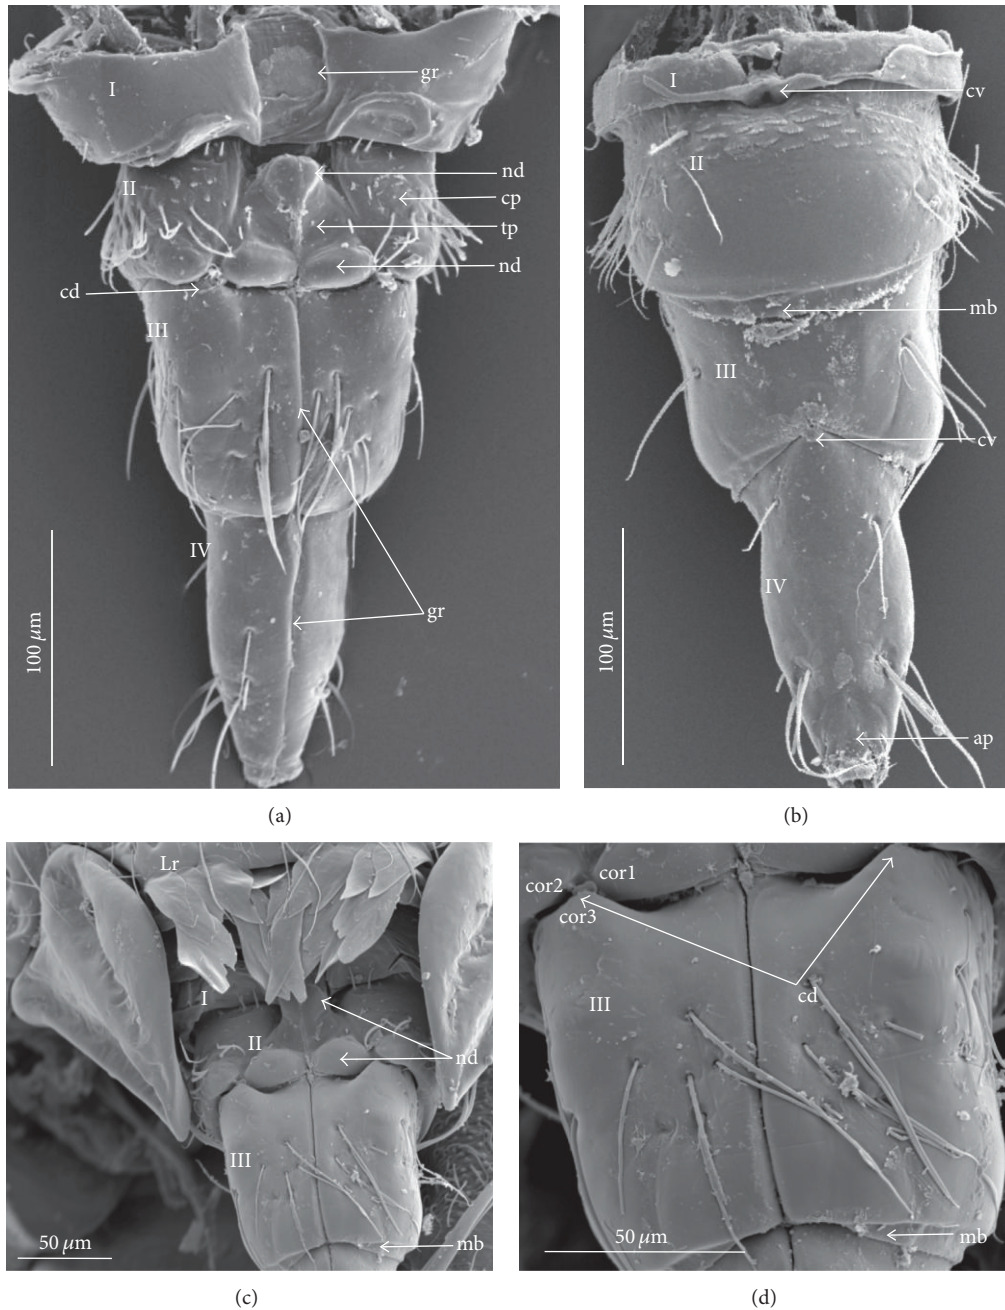 I
gr
II
nd
cp
tp
nd
cd
III
IV
gr
100 μm
(a)
I
cv
II
mb
III
cv
IV
100 μm
ap
(b)
Lr
I
II
nd
III
50 μm
mb
(c)
cor1
cor2
cor3
III
cd
50 μm
mb
(d)